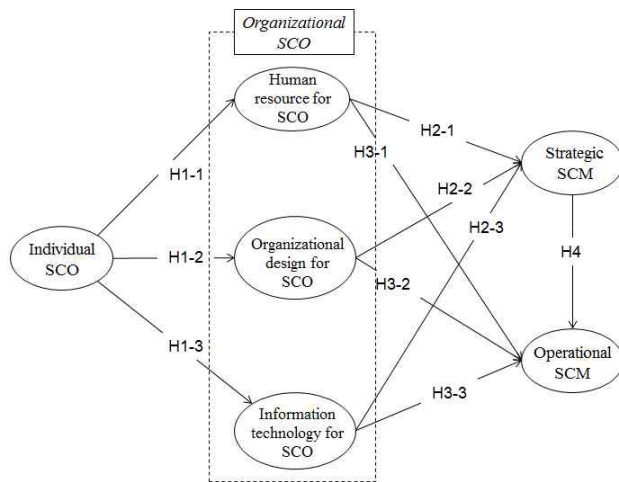 Organizational
SCO
Human
resource for
SCO
H2-1
H3-1
Strategic
SCM
H1-1
H2-2
H2-3
Individual
SCO
H1-2
Organizational
design for
SCO
H4
H3-2
H1-3
Operational
SCM
H3-3
Information
technology for
SCO